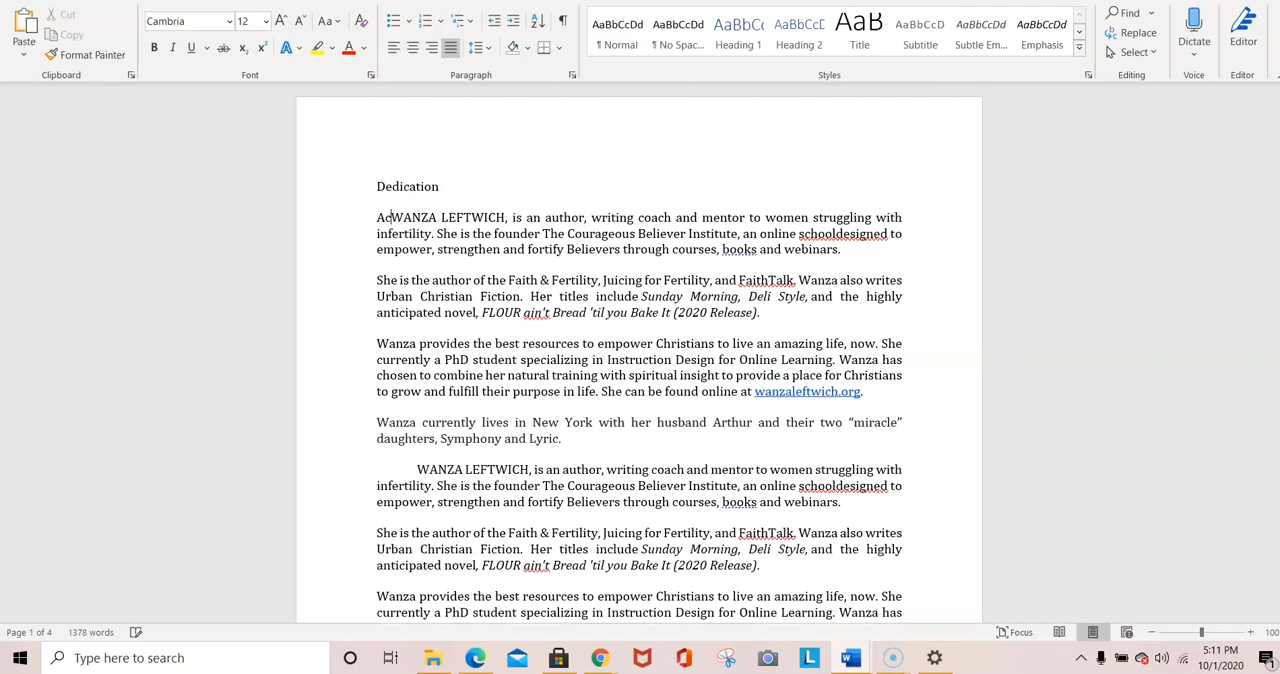 Cut
Copy
Paste
Format Painter
Clipboard
Cambria
12
Aa
Font
Paragraph
AaBbCcDd
AaBbCcDd
AaBbCc
AaBbCcD
AaB
AaBbCcD
AaBbCcDd
AaBbCcDd
¶ Normal
¶ No Spac...
Heading 1
Heading 2
Title
Subtitle
Subtle Em...
Emphasis
Styles
Find
Replace
Select
Editing
Dictate
Voice
Editor
Editor
Dedication
AcWANZA LEFTWICH, is an author, writing coach and mentor to women struggling with
infertility. She is the founder The Courageous Believer Institute, an online schooldesigned to
empower, strengthen and fortify Believers through courses, books and webinars.
She is the author of the Faith & Fertility, Juicing for Fertility, and FaithTalk. Wanza also writes
Urban Christian Fiction. Her titles include Sunday Morning, Deli Style, and the highly
anticipated novel, FLOUR ain't Bread 'til you Bake It (2020 Release).
Wanza provides the best resources to empower Christians to live an amazing life, now. She
currently a PhD student specializing in Instruction Design for Online Learning. Wanza has
chosen to combine her natural training with spiritual insight to provide a place for Christians
to grow and fulfill their purpose in life. She can be found online at wanzaleftwich.org.
Wanza currently lives in New York with her husband Arthur and their two “miracle”
daughters, Symphony and Lyric.
WANZA LEFTWICH, is an author, writing coach and mentor to women struggling with
infertility. She is the founder The Courageous Believer Institute, an online schooldesigned to
empower, strengthen and fortify Believers through courses, books and webinars.
She is the author of the Faith & Fertility, Juicing for Fertility, and FaithTalk. Wanza also writes
Urban Christian Fiction. Her titles include Sunday Morning, Deli Style, and the highly
anticipated novel, FLOUR ain't Bread 'til you Bake It (2020 Release).
Wanza provides the best resources to empower Christians to live an amazing life, now. She
currently a PhD student specializing in Instruction Design for Online Learning. Wanza has
Page 1 of 4
1378 words
Focus
100
Type here to search
5:11 PM
10/1/2020